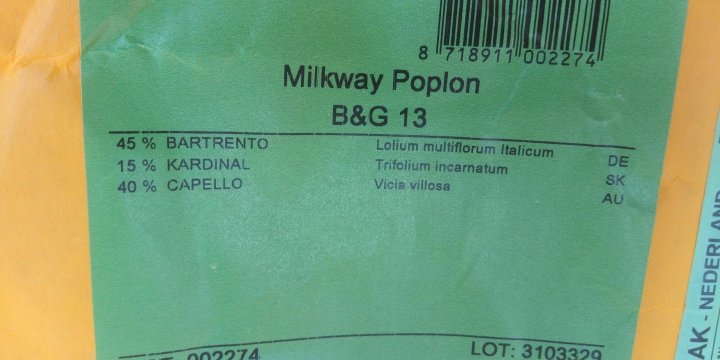 8 718911 002274
Milkway Poplon
B&G 13
45 % BARTRENTO Lolium multiflorum Italicum DE
15 % KARDINAL Trifolium incarnatum SK
40 % CAPELLO Vicia villosa AU
002274 LOT: 3103329
AK - NEDERLAND